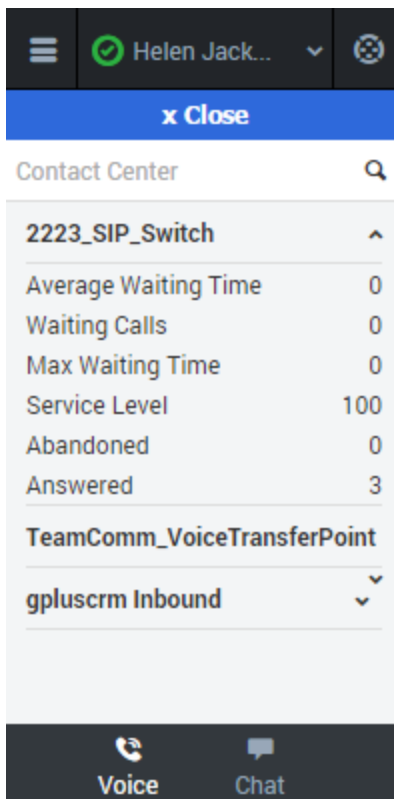 Helen Jack...
x Close
Contact Center
2223_SIP_Switch
Average Waiting Time 0
Waiting Calls 0
Max Waiting Time 0
Service Level 100
Abandoned 0
Answered 3
TeamComm_VoiceTransferPoint
gpluscrm Inbound
Voice Chat